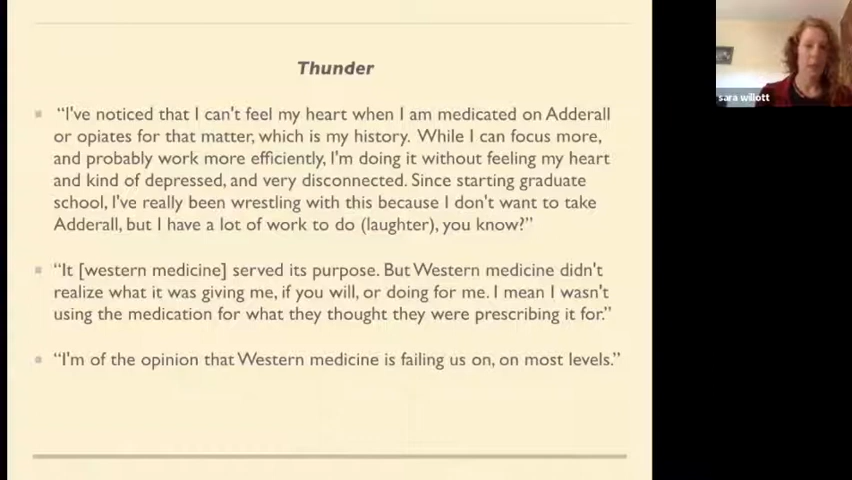 Thunder
“I've noticed that I can't feel my heart when I am medicated on Adderall
or opiates for that matter, which is my history. While I can focus more,
and probably work more efficiently, I'm doing it without feeling my heart
and kind of depressed, and very disconnected. Since starting graduate
school, I've really been wrestling with this because I don't want to take
Adderall, but I have a lot of work to do (laughter), you know?”
“It [western medicine] served its purpose. But Western medicine didn't
realize what it was giving me, if you will, or doing for me. I mean I wasn't
using the medication for what they thought they were prescribing it for.”
“I'm of the opinion that Western medicine is failing us on, on most levels.”
sara willott